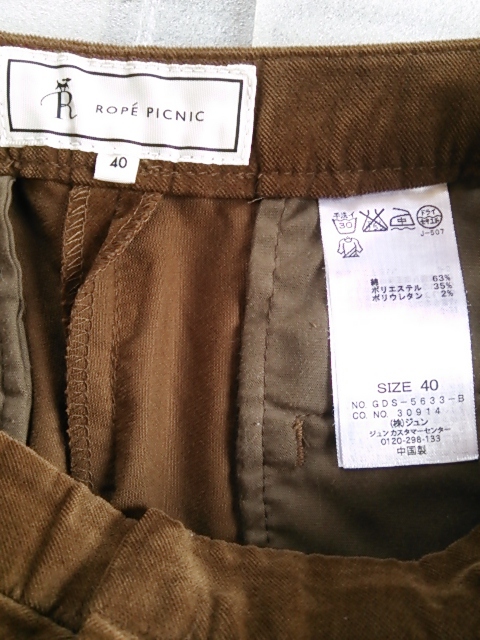 R
ROPÉ PICNIC
40
手洗イ
30
中
ドライ
J-507
綿 63%
ポリエステル 35%
ポリウレタン 2%
SIZE 40
NO. GDS-5633-B
CO. NO. 30914
(株)ジュン
ジュンカスタマーセンター
0120-298-133
中国製